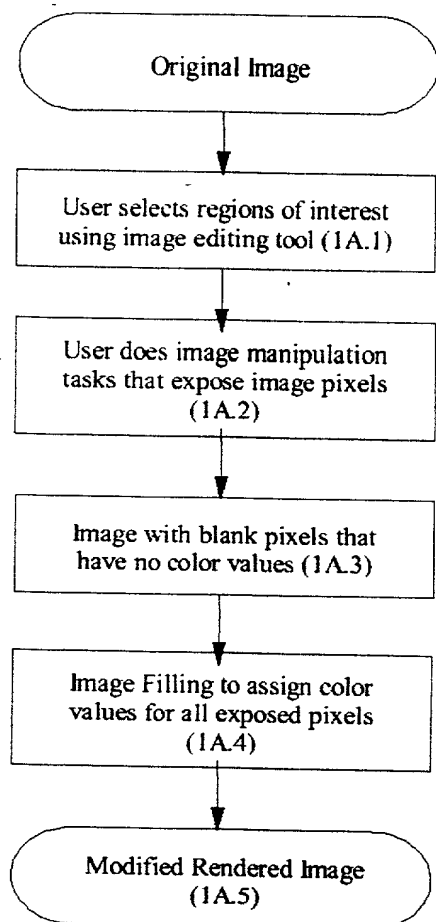 Original Image
User selects regions of interest
using image editing tool (1A.1)
User does image manipulation
tasks that expose image pixels
(1A.2)
Image with blank pixels that
have no color values (1A.3)
Image Filling to assign color
values for all exposed pixels
(1A.4)
Modified Rendered Image
(1A.5)